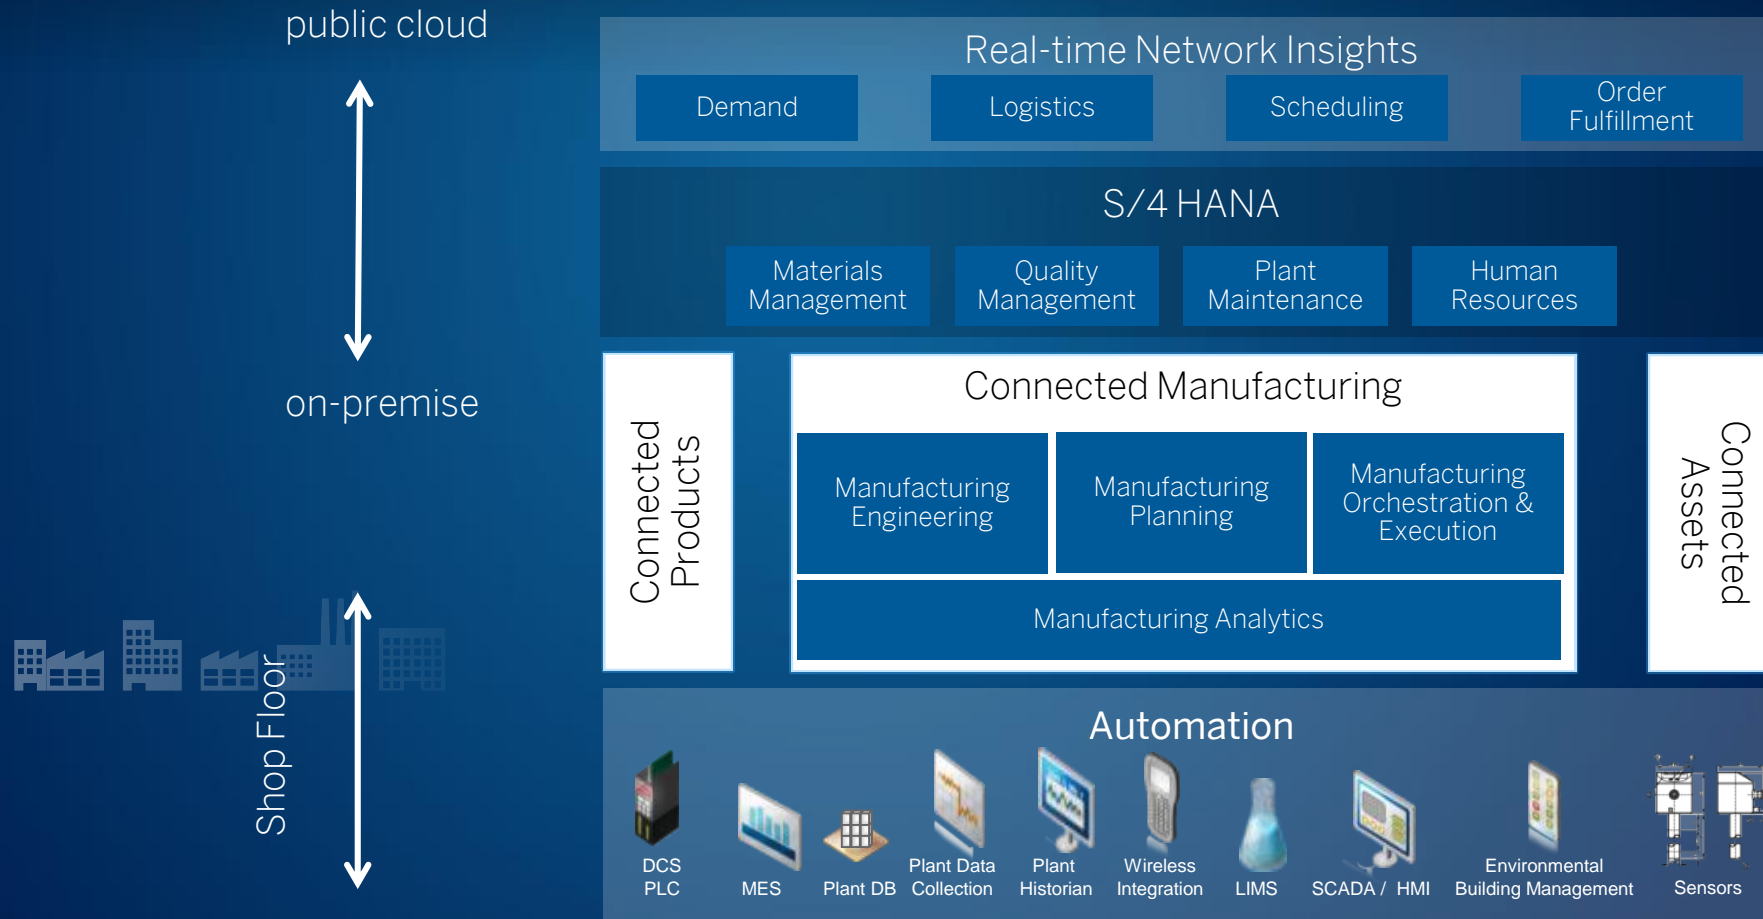 public cloud
Real-time Network Insights
Demand
Logistics
Scheduling
Order
Fulfillment
S/4 HANA
Materials
Management
Quality
Management
Plant
Maintenance
Human
Resources
on-premise
Connected
Products
Connected Manufacturing
Manufacturing
Engineering
Manufacturing
Planning
Manufacturing
Orchestration &
Execution
Manufacturing Analytics
Connected
Assets
Shop Floor
Automation
DCS
PLC
MES
Plant DB
Plant Data
Collection
Plant
Historian
Wireless
Integration
LIMS
SCADA / HMI
Environmental
Building Management
Sensors